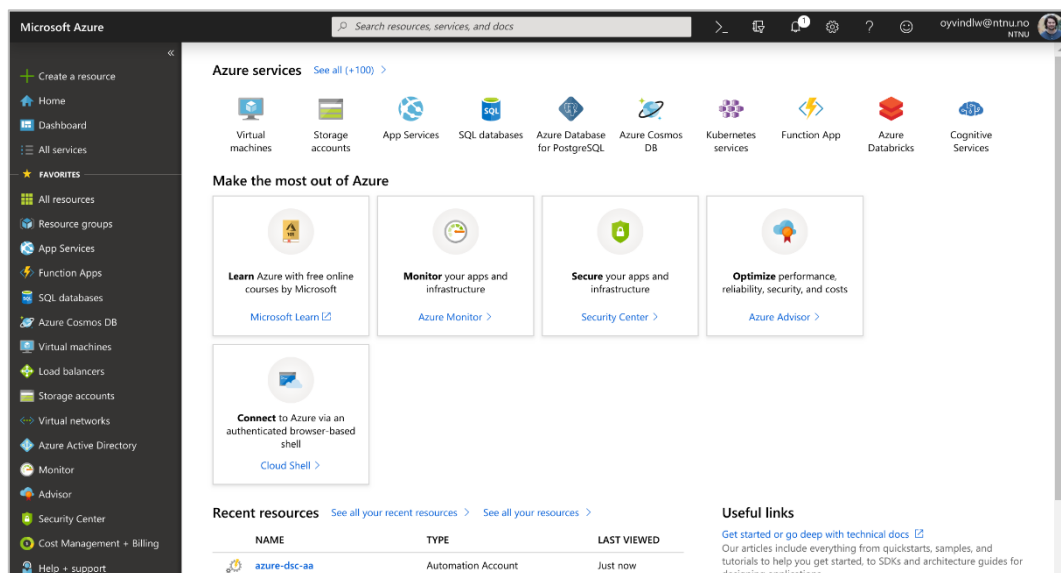 Microsoft Azure
Search resources, services, and docs
1
oyvindlw@ntnu.no
NTNU
«
Create a resource
Home
Dashboard
All services
FAVORITES
All resources
Resource groups
App Services
Function Apps
SQL databases
Azure Cosmos DB
Virtual machines
Load balancers
Storage accounts
Virtual networks
Azure Active Directory
Monitor
Advisor
Security Center
Cost Management + Billing
Help + support
Azure services See all (+100) >
Virtual
machines
Storage
accounts
App Services
SQL
SQL databases
Azure Database
for PostgreSQL
Azure Cosmos
DB
Kubernetes
services
Function App
Azure
Databricks
Cognitive
Services
Make the most out of Azure
Learn Azure with free online
courses by Microsoft
Microsoft Learn
Monitor your apps and
infrastructure
Azure Monitor >
Secure your apps and
infrastructure
Security Center >
Optimize performance,
reliability, security, and costs
Azure Advisor >
Connect to Azure via an
authenticated browser-based
shell
Cloud Shell >
Recent resources See all your recent resources > See all your resources >
NAME TYPE LAST VIEWED
azure-dsc-aa Automation Account Just now
Useful links
Get started or go deep with technical docs
Our articles include everything from quickstarts, samples, and
tutorials to help you get started, to SDKs and architecture guides for
designing applications.